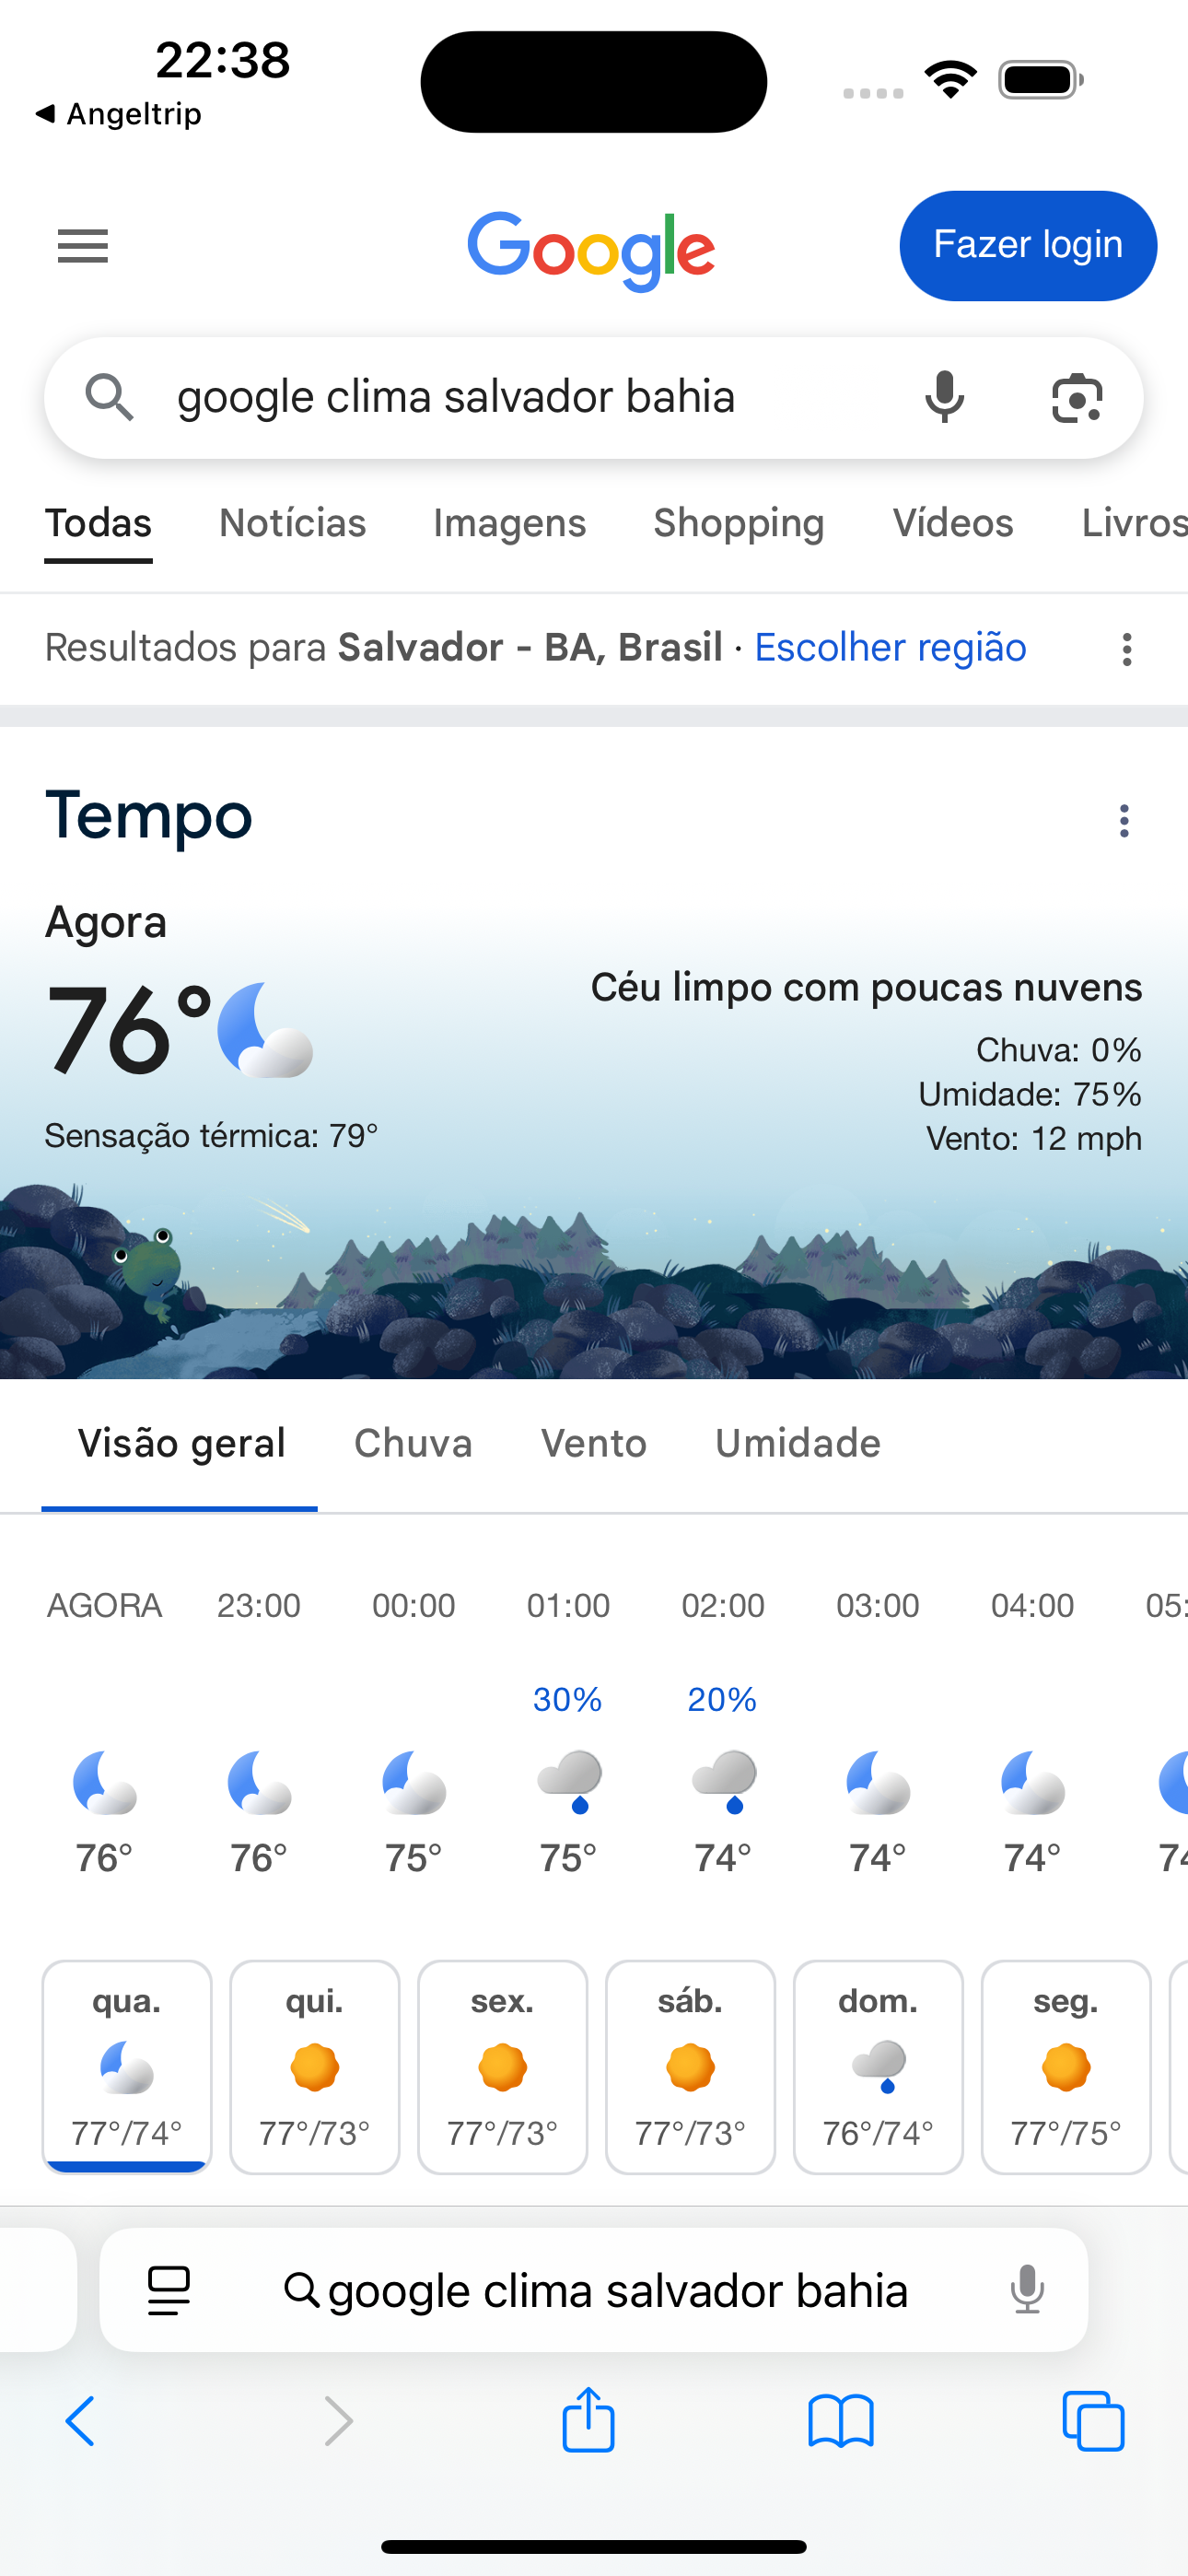 22:38
◀ Angeltrip
Google
Fazer login
google clima salvador bahia
Todas Notícias Imagens Shopping Vídeos Livros
Resultados para Salvador - BA, Brasil · Escolher região
Tempo
Agora
76°
Céu limpo com poucas nuvens
Chuva: 0%
Umidade: 75%
Sensação térmica: 79°
Vento: 12 mph
Visão geral Chuva Vento Umidade
AGORA 23:00 00:00 01:00 02:00 03:00 04:00 05:
30% 20%
76° 76° 75° 75° 74° 74° 74° 74
qua. qui. sex. sáb. dom. seg.
77°/74° 77°/73° 77°/73° 77°/73° 76°/74° 77°/75°
google clima salvador bahia